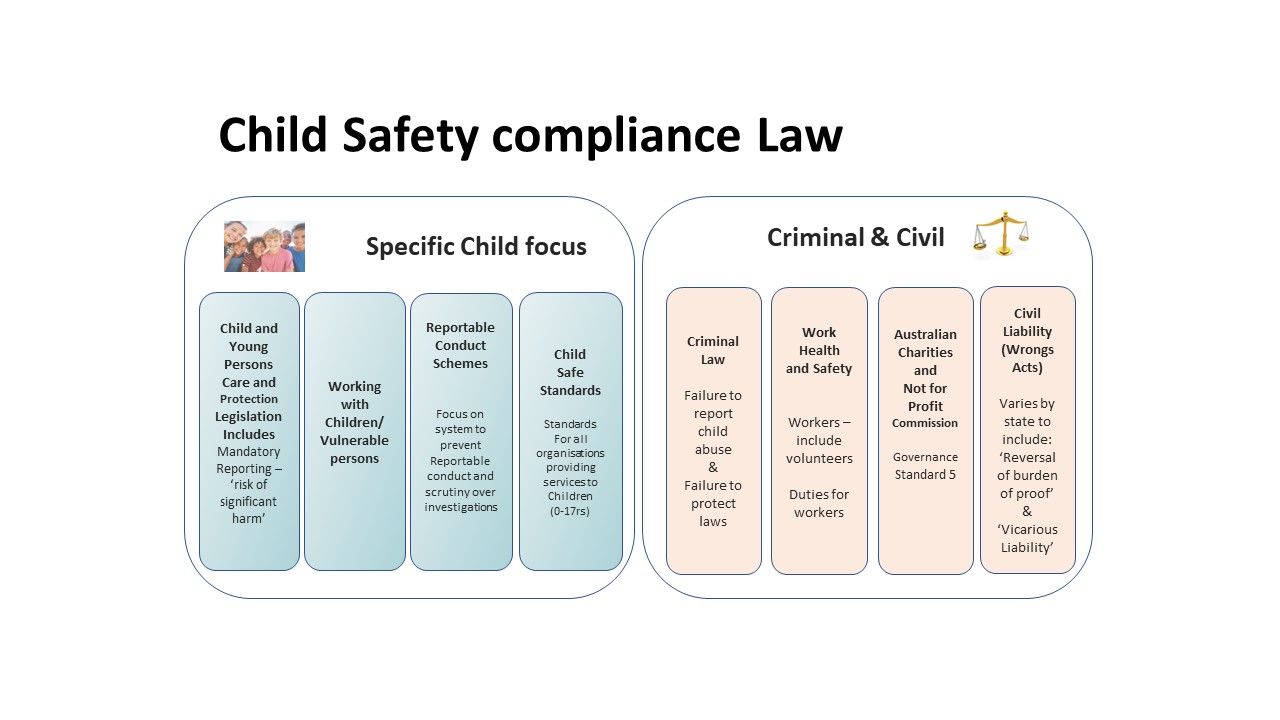 Child Safety compliance Law
Specific Child focus
Child and
Young
Persons
Care and
Protection
Legislation
Includes
Mandatory
Reporting –
‘risk of
significant
harm’
Working
with
Children/
Vulnerable
persons
Reportable
Conduct
Schemes
Focus on
system to
prevent
Reportable
conduct and
scrutiny over
investigations
Child
Safe
Standards
Standards
For all
organisations
providing
services to
Children
(0-17rs)
Criminal & Civil
Criminal
Law
Failure to
report
child
abuse
&
Failure to
protect
laws
Work
Health
and Safety
Workers –
include
volunteers
Duties for
workers
Australian
Charities
and
Not for
Profit
Commission
Governance
Standard 5
Civil
Liability
(Wrongs
Acts)
Varies by
state to
include:
‘Reversal
of burden
of proof’
&
‘Vicarious
Liability’